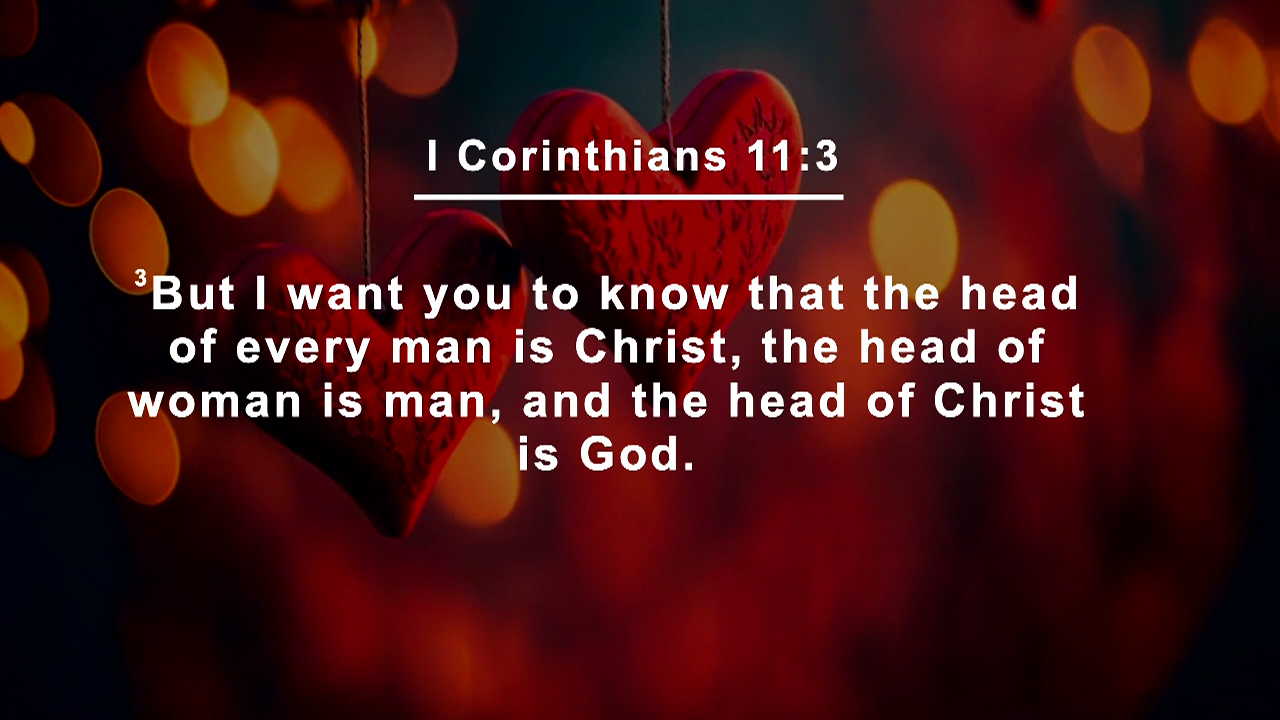 I Corinthians 11:3
³But I want you to know that the head
of every man is Christ, the head of
woman is man, and the head of Christ
is God.